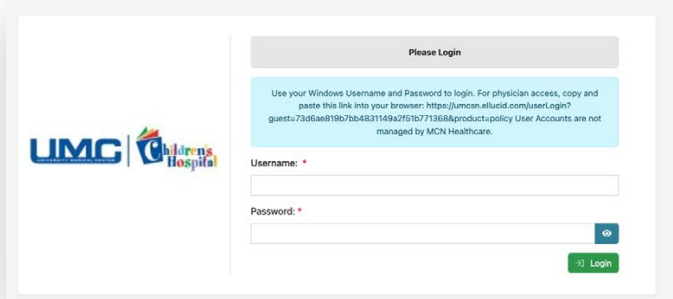 Please Login
Use your Windows Username and Password to login. For physician access, copy and
paste this link into your browser: https://umcsn.ellucid.com/userLogin?
guest=73d6ae819b7bb4831149a2f51b771368&product=policy User Accounts are not
managed by MCN Healthcare.
UMC
UNIVERSITY MEDICAL CENTER
Children's
Hospital
Username: *
Password: *
Login